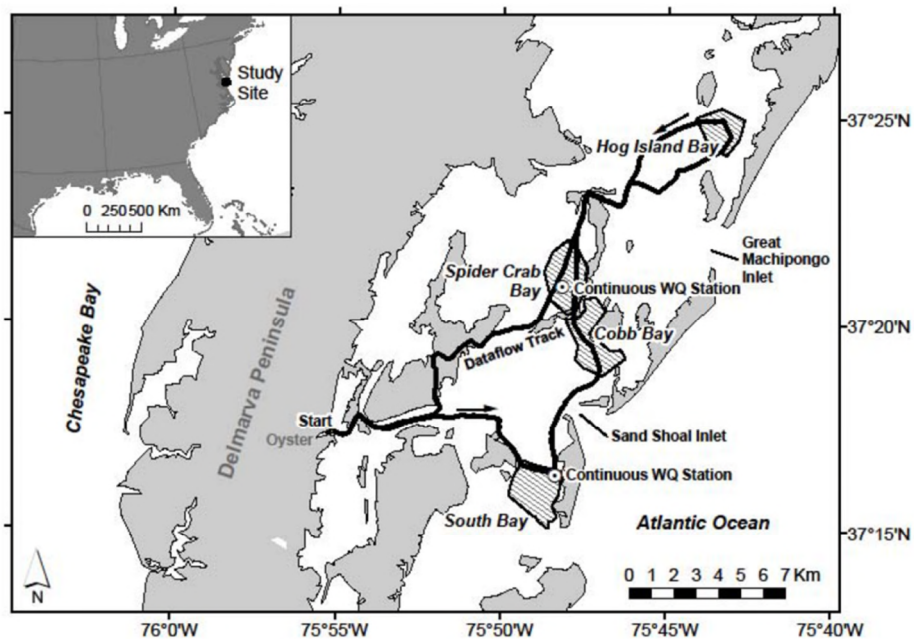 Study
Site
0 250500 Km
Hog Island Bay
37°25'N
Great
Machipongo
Inlet
Spider Crab
Bay
Continuous WQ Station
Chesapeake Bay
Delmarva Peninsula
Dataflow Track
Cobb Bay
37°20'N
Start
Oyster
Sand Shoal Inlet
Continuous WQ Station
South Bay
Atlantic Ocean
37°15'N
0 1 2 3 4 5 6 7 Km
N
76°0'W
75°55'W
75°50'W
75°45'W
75°40'W